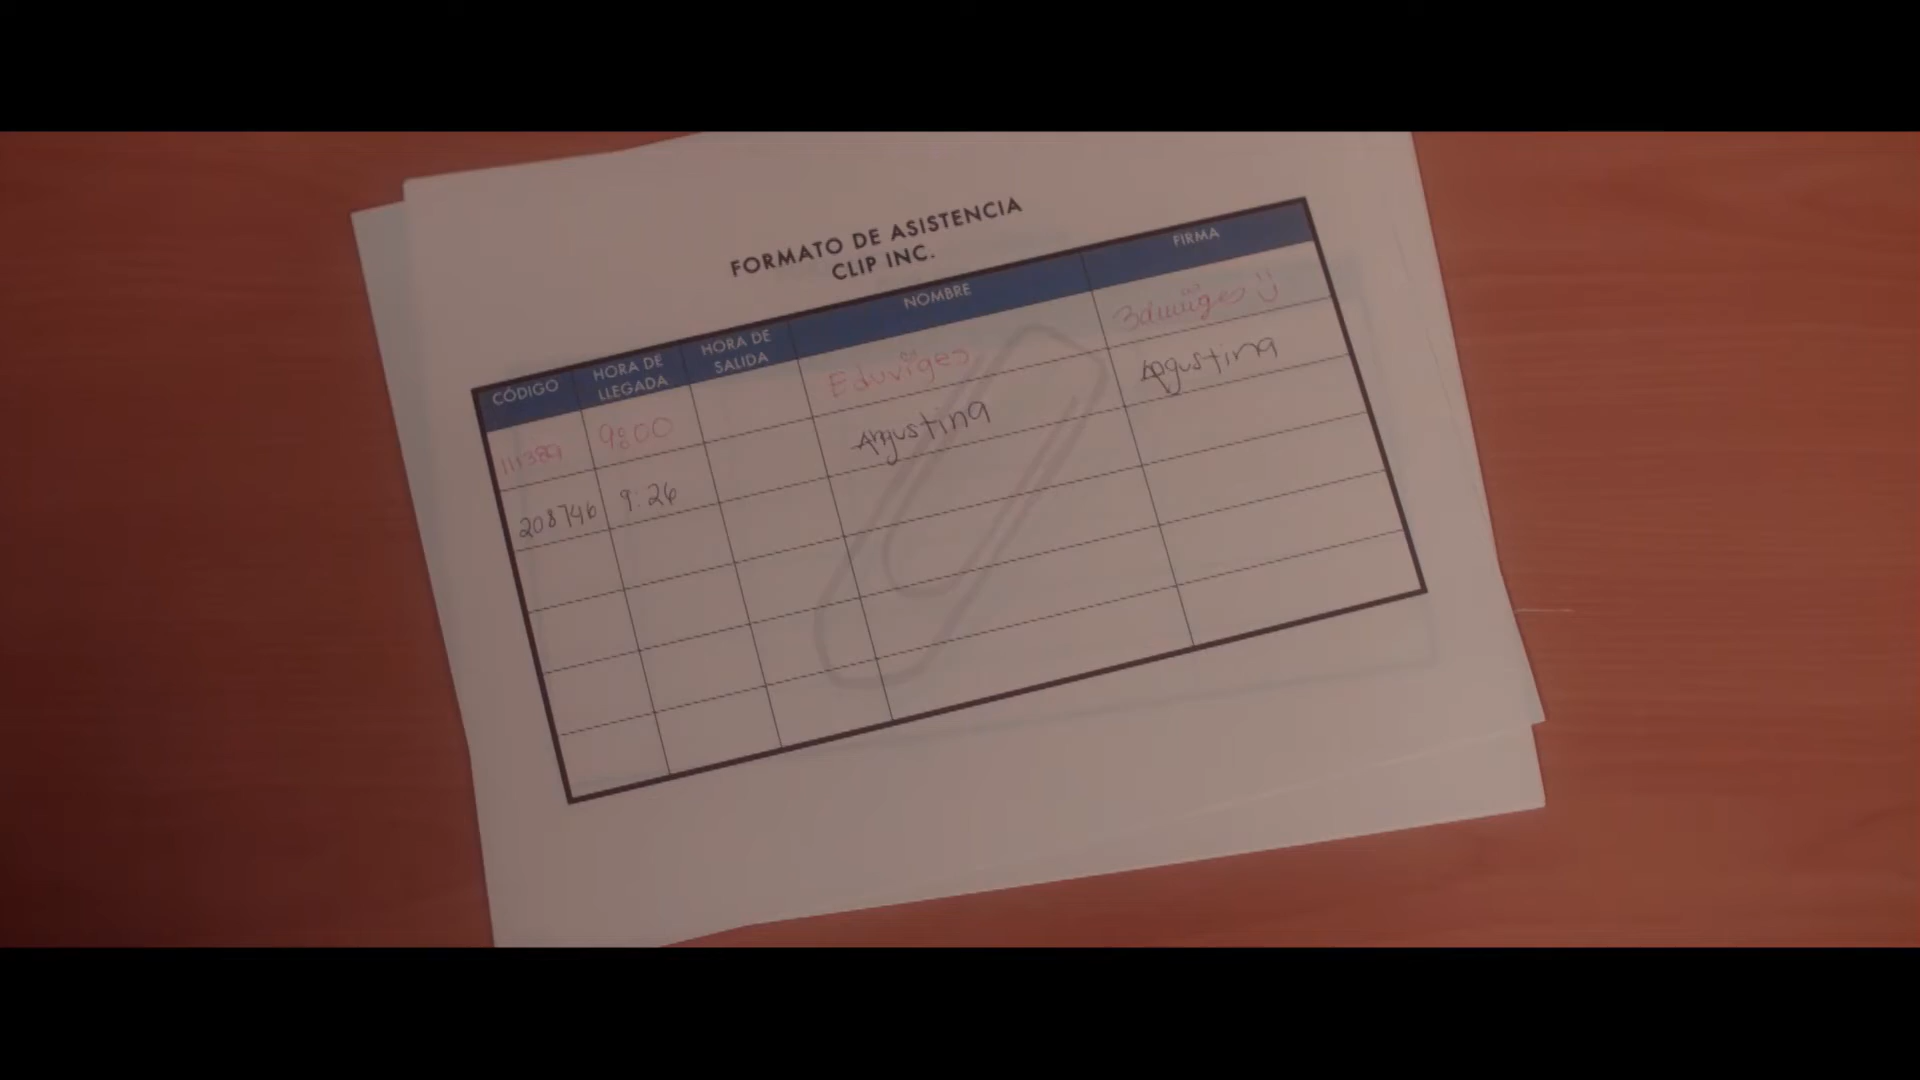 FORMATO DE ASISTENCIA
CLIP INC.
CÓDIGO HORA DE LLEGADA HORA DE SALIDA NOMBRE FIRMA
111389 9:00 Eduviges Eduviges :)
208746 9:26 Agustina Agustina